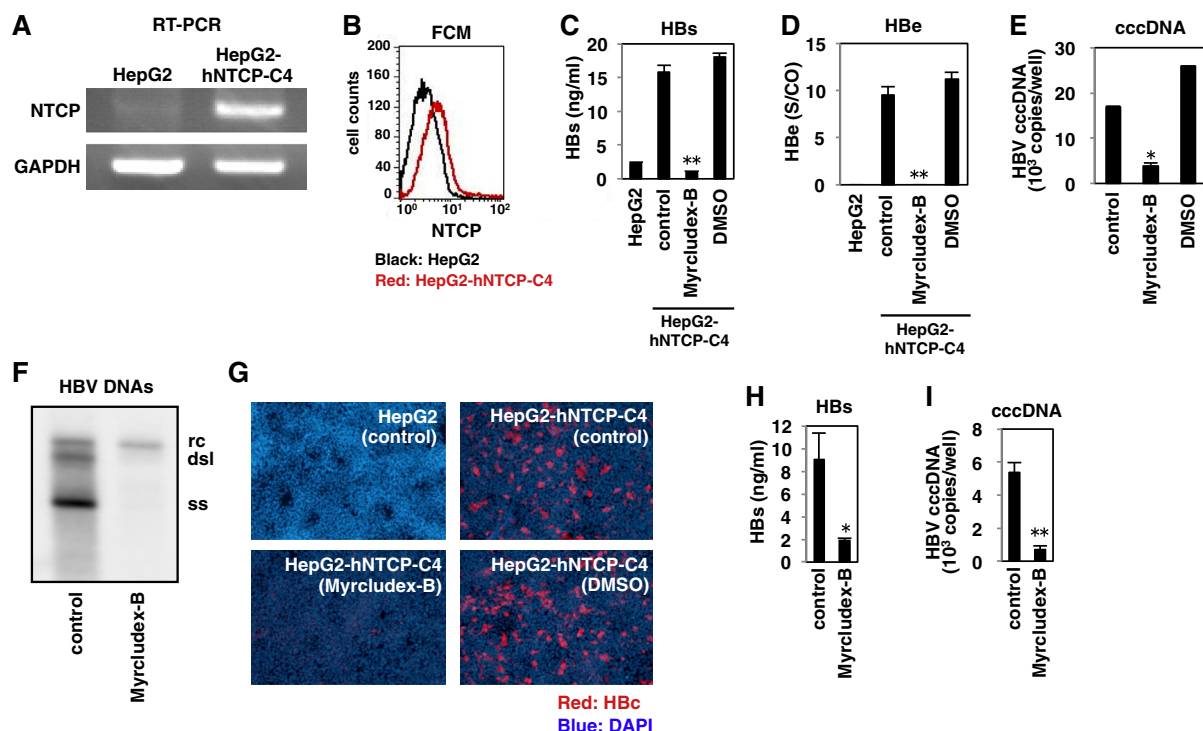 A
RT-PCR
HepG2
HepG2-
hNTCP-C4
NTCP
GAPDH
B
FCM
cell counts
200
160
120
80
40
0
10⁰
10¹
10²
NTCP
Black: HepG2
Red: HepG2-hNTCP-C4
C
HBs
HBs (ng/ml)
20
15
10
5
0
**
HepG2
control
Myrcludex-B
DMSO
HepG2-
hNTCP-C4
D
HBe
HBe (S/CO)
15
10
5
0
**
HepG2
control
Myrcludex-B
DMSO
HepG2-
hNTCP-C4
E
cccDNA
HBV cccDNA
(10³ copies/well)
30
20
10
0
*
control
Myrcludex-B
DMSO
F
HBV DNAs
rc
dsl
ss
control
Myrcludex-B
G
HepG2
(control)
HepG2-hNTCP-C4
(control)
HepG2-hNTCP-C4
(Myrcludex-B)
HepG2-hNTCP-C4
(DMSO)
Red: HBc
Blue: DAPI
H
HBs
HBs (ng/ml)
12
10
8
6
4
2
0
*
control
Myrcludex-B
I
cccDNA
HBV cccDNA
(10³ copies/well)
8
6
4
2
0
**
control
Myrcludex-B